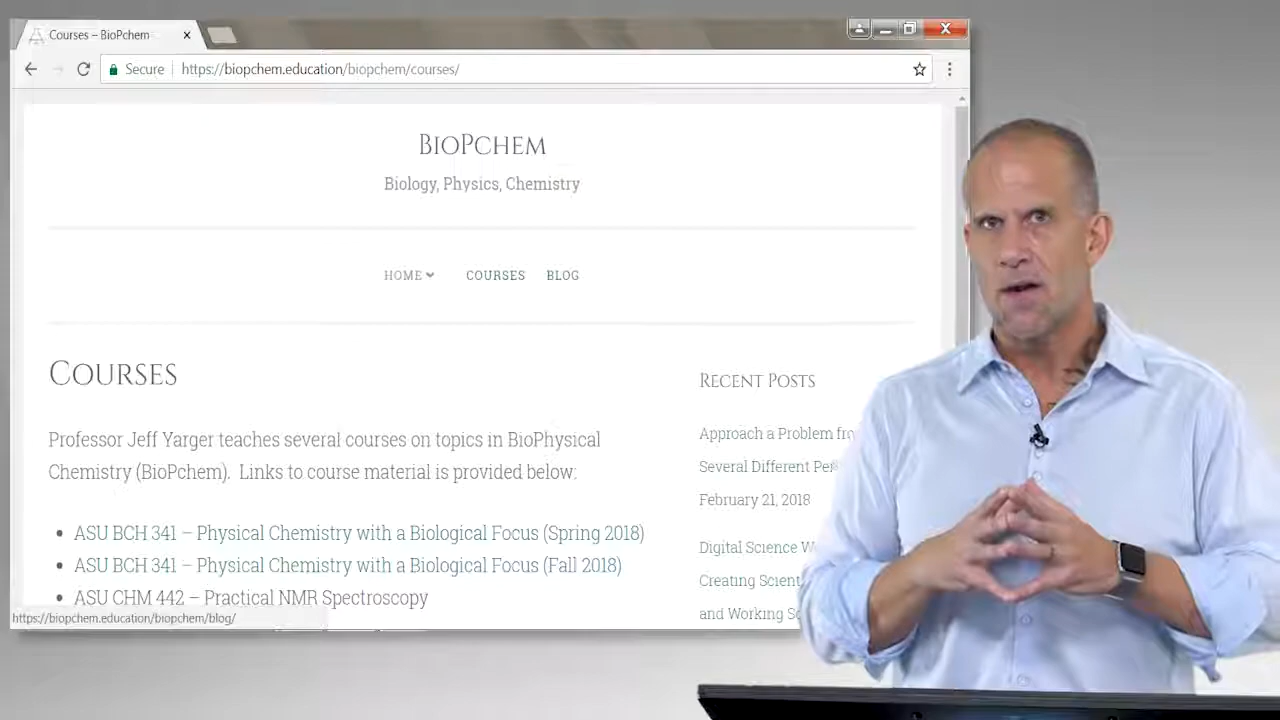 Courses – BioPchem
Secure
https://biopchem.education/biopchem/courses/
BioPchem
Biology, Physics, Chemistry
HOME
COURSES
BLOG
Courses
Professor Jeff Yarger teaches several courses on topics in BioPhysical
Chemistry (BioPchem). Links to course material is provided below:
ASU BCH 341 – Physical Chemistry with a Biological Focus (Spring 2018)
ASU BCH 341 – Physical Chemistry with a Biological Focus (Fall 2018)
ASU CHM 442 – Practical NMR Spectroscopy
https://biopchem.education/biopchem/blog/
Recent Posts
Approach a Problem
Several Different
February 21, 2018
Digital Science
Creating
and Working